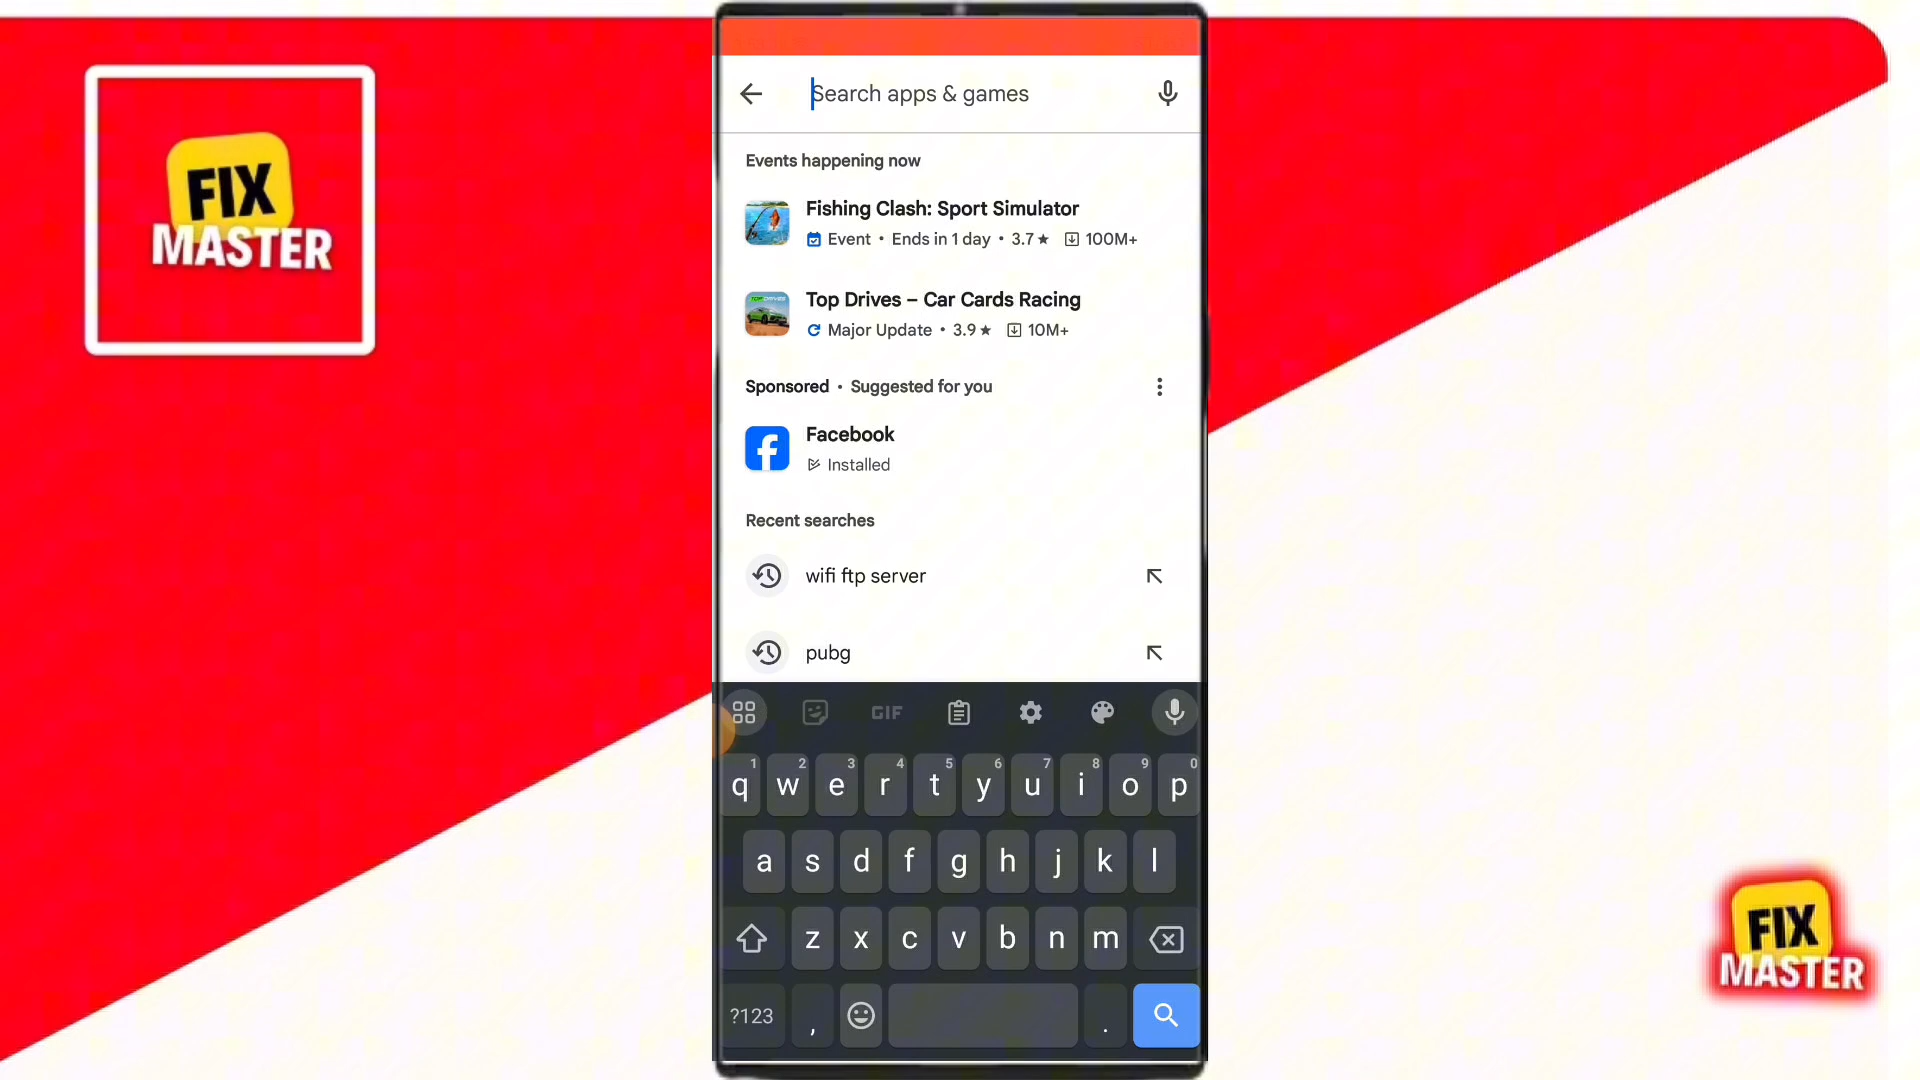 FIX
MASTER
Search apps & games
Events happening now
Fishing Clash: Sport Simulator
Event • Ends in 1 day • 3.7★ 100M+
TOP DRIVES
Top Drives – Car Cards Racing
Major Update • 3.9★ 10M+
Sponsored • Suggested for you
f
Facebook
Installed
Recent searches
wifi ftp server
pubg
GIF
1 2 3 4 5 6 7 8 9 0
q w e r t y u i o p
a s d f g h j k l
z x c v b n m
?123 , .
FIX
MASTER